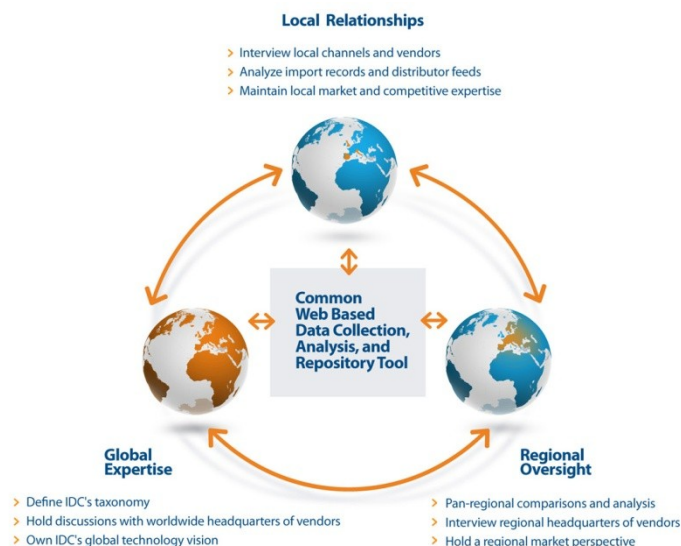 Local Relationships
> Interview local channels and vendors
> Analyze import records and distributor feeds
> Maintain local market and competitive expertise
Common
Web Based
Data Collection,
Analysis, and
Repository Tool
Global
Expertise
> Define IDC's taxonomy
> Hold discussions with worldwide headquarters of vendors
> Own IDC's global technology vision
Regional
Oversight
> Pan-regional comparisons and analysis
> Interview regional headquarters of vendors
> Hold a regional market perspective